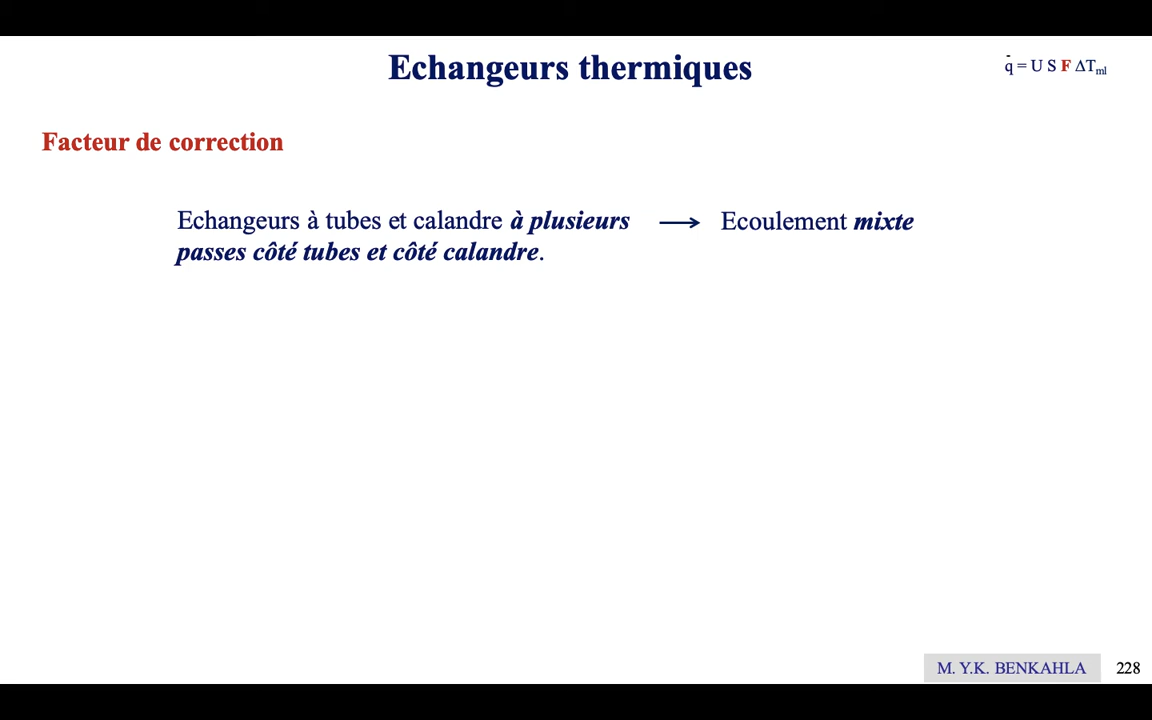 Echangeurs thermiques
q̇ = U S F ΔTml
Facteur de correction
Echangeurs à tubes et calandre à plusieurs → Ecoulement mixte
passes côté tubes et côté calandre.
M. Y.K. BENKAHLA 228